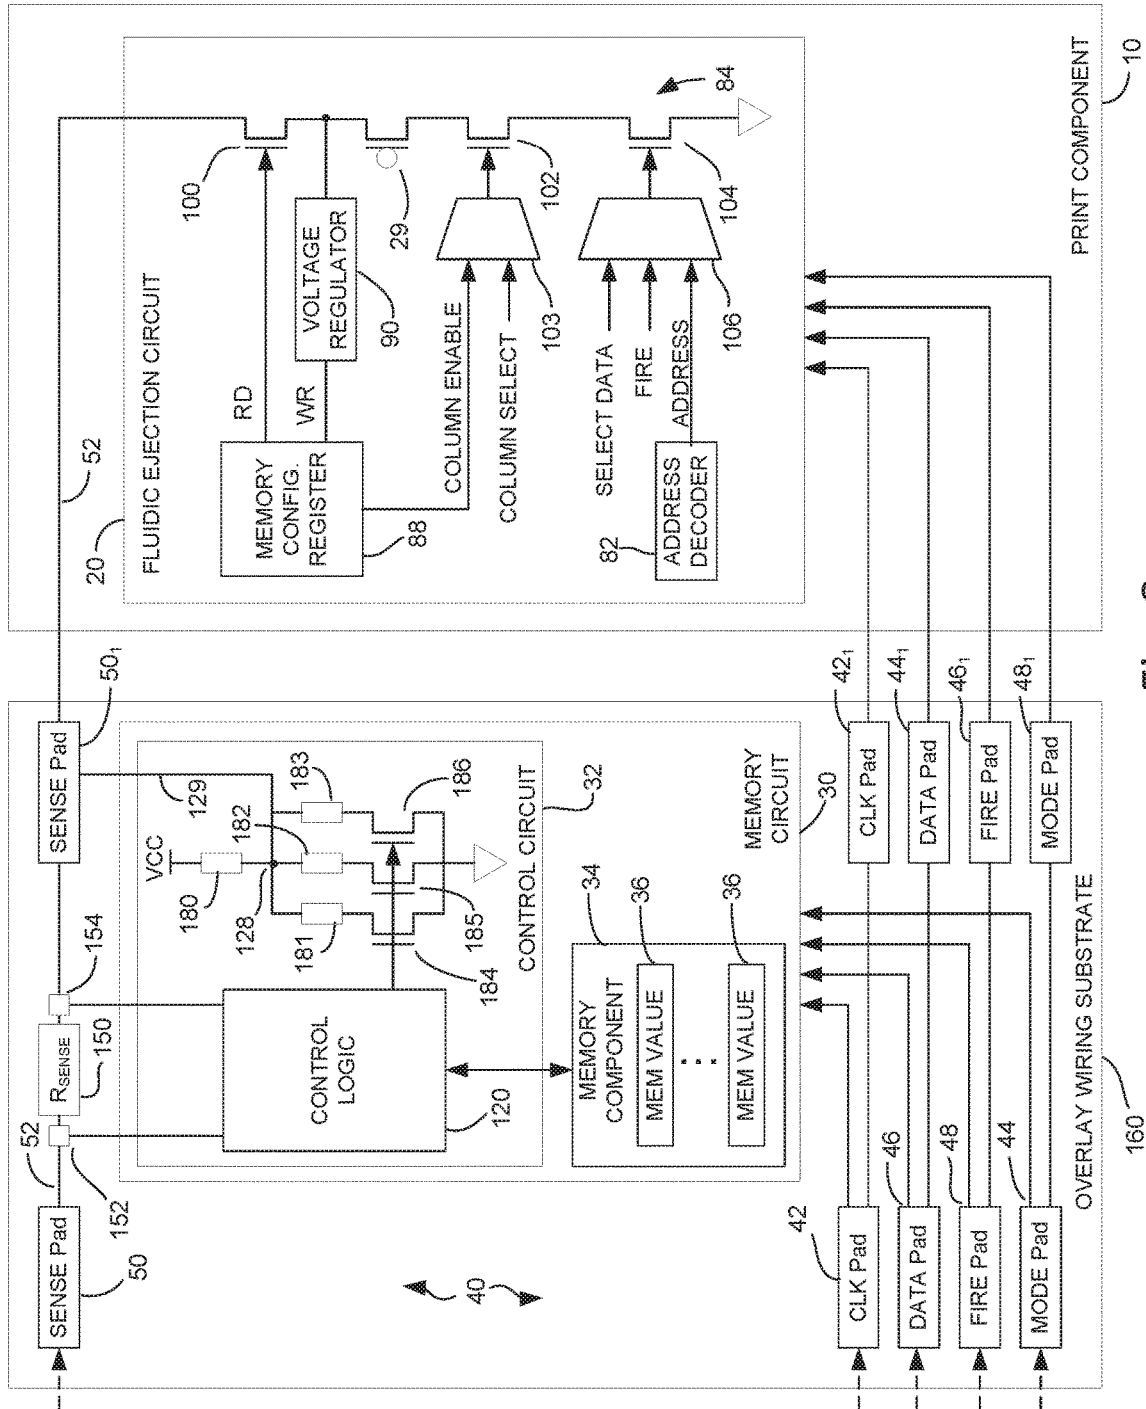 SENSE Pad
50
52
152
RSENSE
150
154
SENSE Pad
50₁
129
52
40
CONTROL
LOGIC
120
VCC
180
128
181
182
183
184
185
186
CONTROL CIRCUIT
32
MEMORY
COMPONENT
34
MEM VALUE
36
MEM VALUE
36
MEMORY
CIRCUIT
30
42
CLK Pad
46
DATA Pad
48
FIRE Pad
44
MODE Pad
CLK Pad
42₁
DATA Pad
44₁
FIRE Pad
46₁
MODE Pad
48₁
OVERLAY WIRING SUBSTRATE
160
20
FLUIDIC EJECTION CIRCUIT
MEMORY
CONFIG.
REGISTER
88
RD
WR
VOLTAGE
REGULATOR
90
100
29
COLUMN ENABLE
COLUMN SELECT
103
102
84
SELECT DATA
FIRE
ADDRESS
82
ADDRESS
DECODER
106
104
PRINT COMPONENT
10